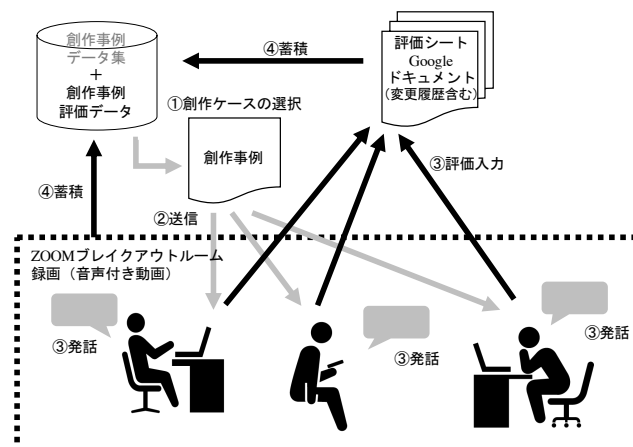 創作事例
データ集
+
創作事例
評価データ
④蓄積
評価シート
Google
ドキュメント
(変更履歴含む)
①創作ケースの選択
創作事例
③評価入力
④蓄積
②送信
ZOOMブレイクアウトルーム
録画（音声付き動画）
③発話
③発話
③発話